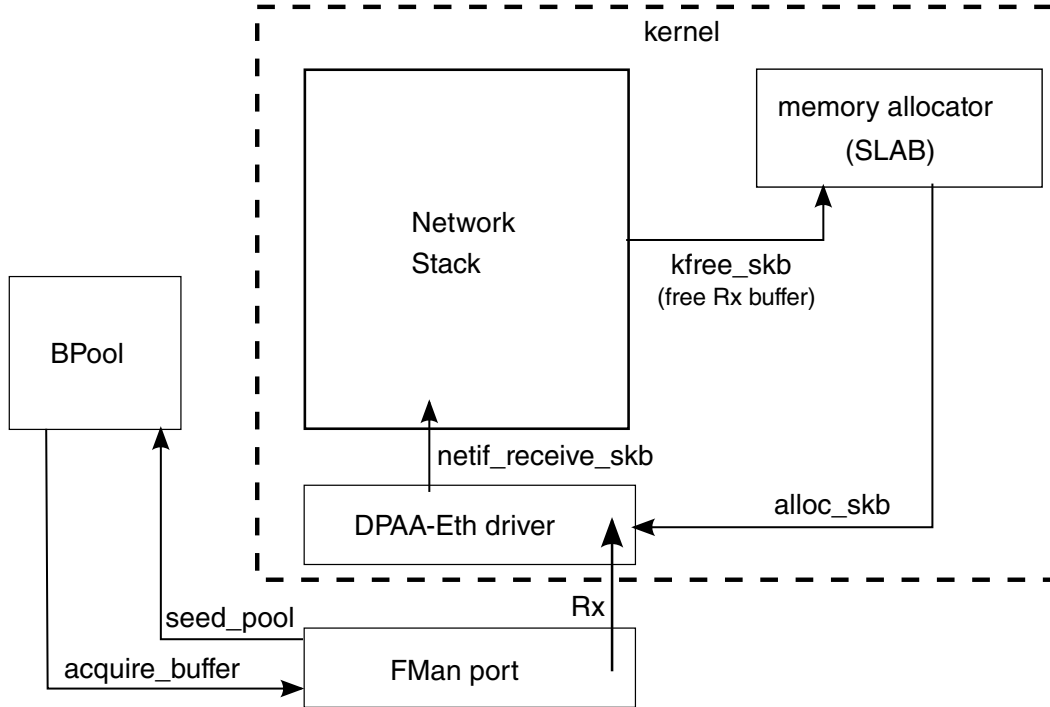 kernel
memory allocator
(SLAB)
Network
Stack
kfree_skb
(free Rx buffer)
BPool
netif_receive_skb
DPAA-Eth driver
alloc_skb
Rx
seed_pool
acquire_buffer
FMan port